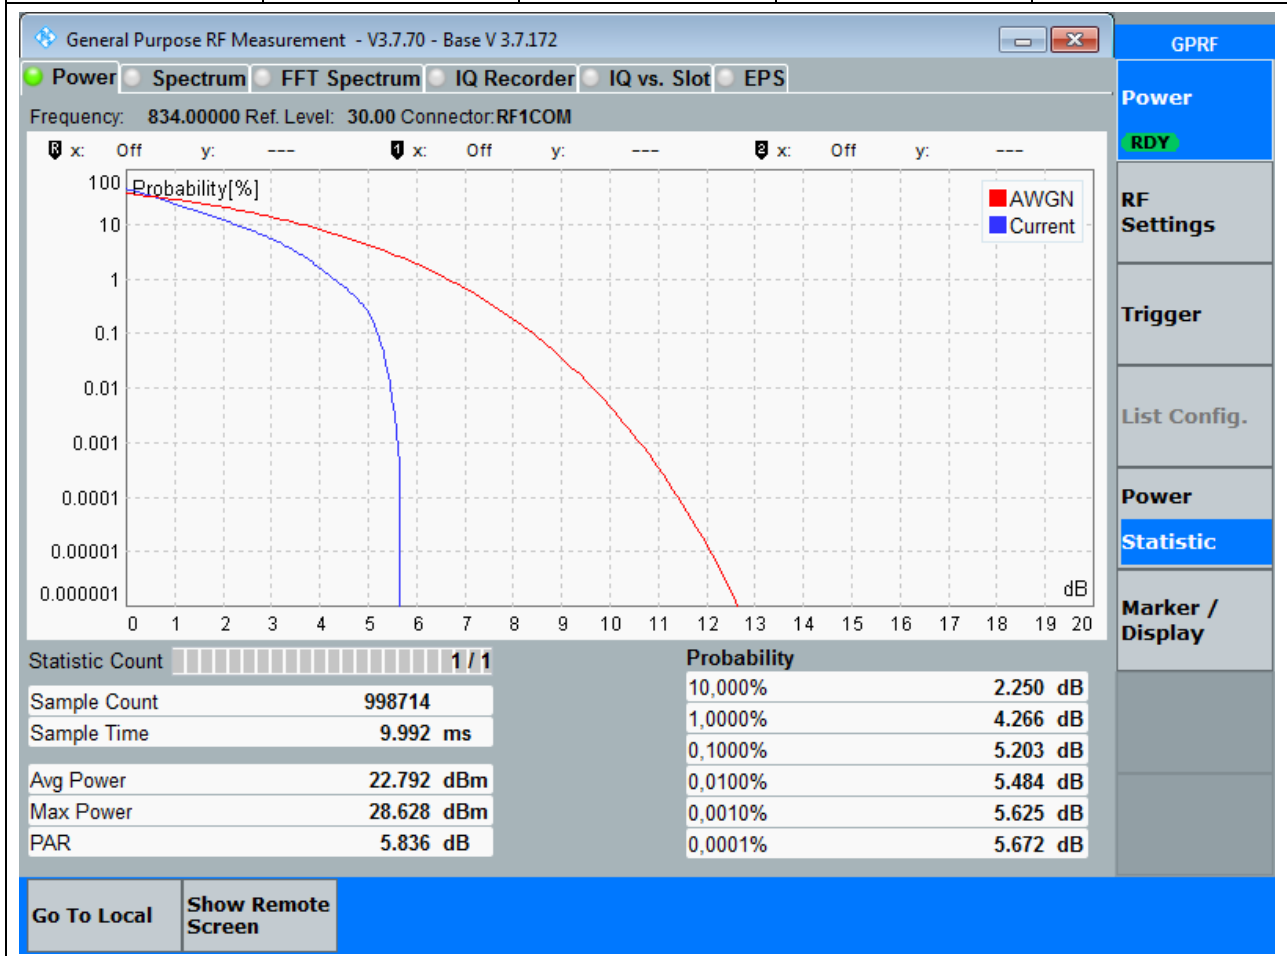 General Purpose RF Measurement - V3.7.70 - Base V 3.7.172
GPRF
Power Spectrum FFT Spectrum IQ Recorder IQ vs. Slot EPS
Frequency: 834.00000 Ref. Level: 30.00 Connector:RF1COM
R x: Off y: --- 1 x: Off y: --- 2 x: Off y: ---
Probability[%]
AWGN
Current
100
10
1
0.1
0.01
0.001
0.0001
0.00001
0.000001
dB
0 1 2 3 4 5 6 7 8 9 10 11 12 13 14 15 16 17 18 19 20
Statistic Count 1 / 1
Sample Count 998714
Sample Time 9.992 ms
Avg Power 22.792 dBm
Max Power 28.628 dBm
PAR 5.836 dB
Probability
10,000% 2.250 dB
1,0000% 4.266 dB
0,1000% 5.203 dB
0,0100% 5.484 dB
0,0010% 5.625 dB
0,0001% 5.672 dB
Power
RDY
RF
Settings
Trigger
List Config.
Power
Statistic
Marker /
Display
Go To Local
Show Remote
Screen